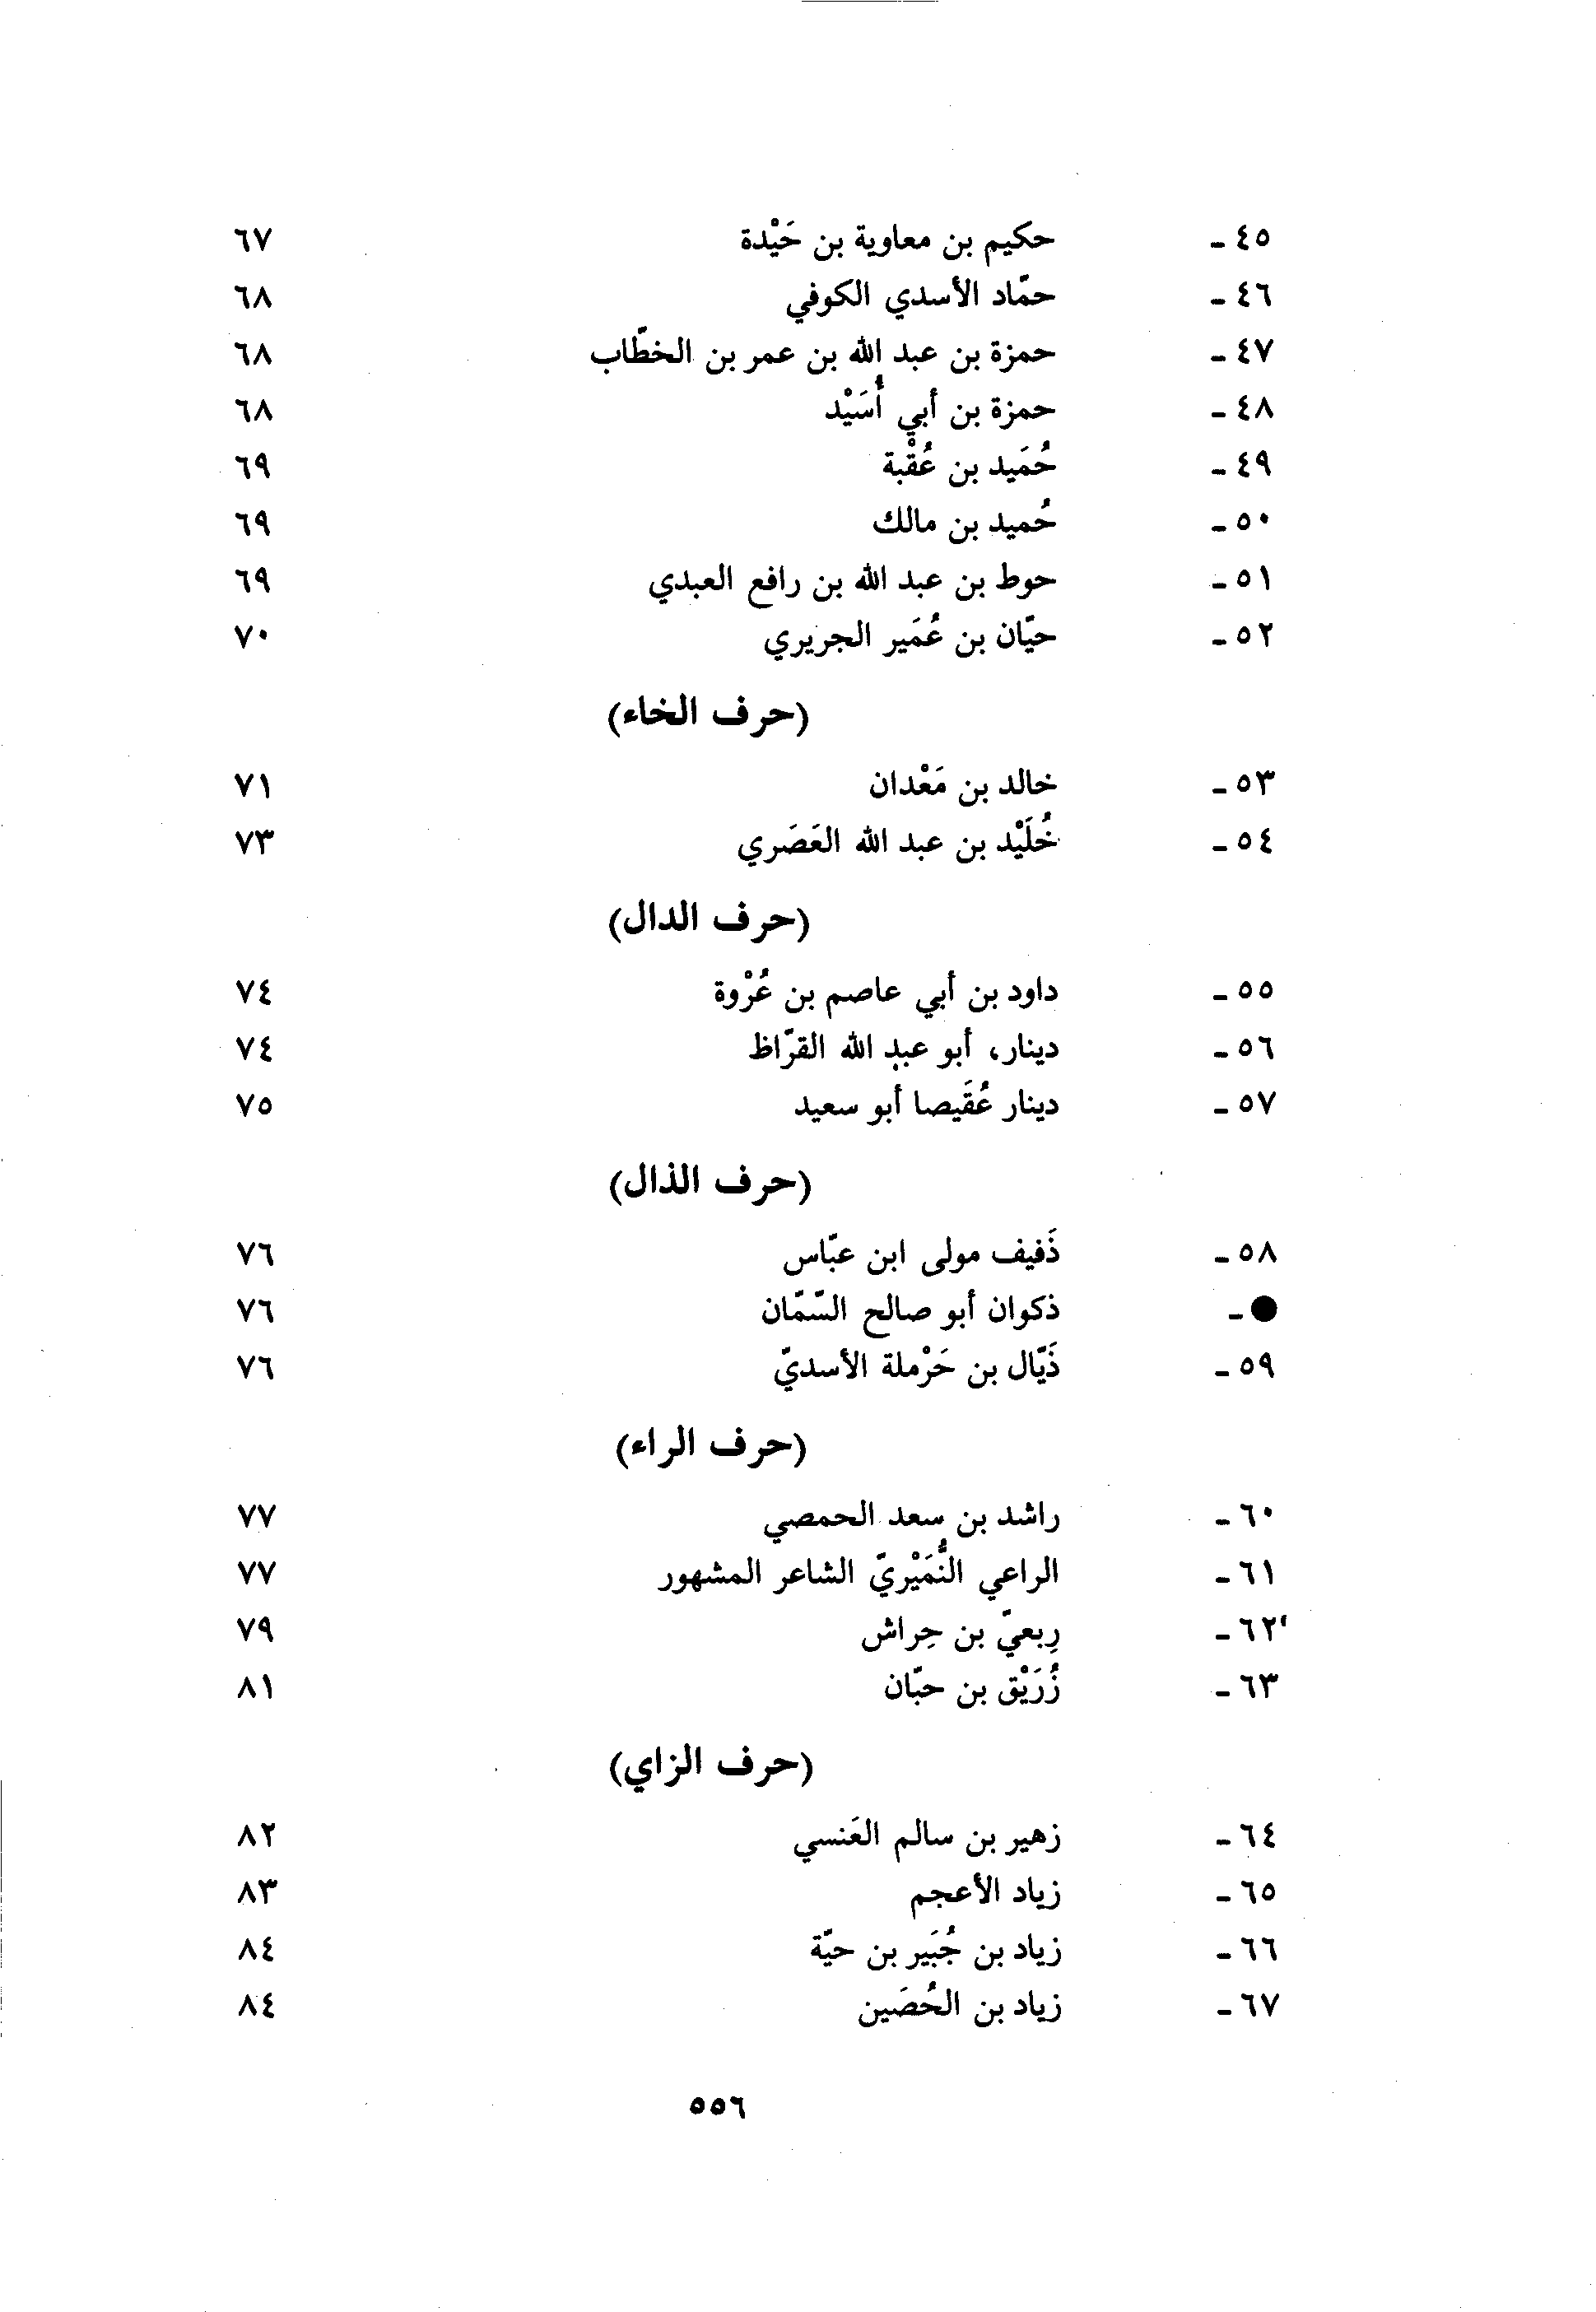 ٤٥ - حكيم بن معاوية بن حَيْدة ٦٧
٤٦ - حمّاد الأسدي الكوفي ٦٨
٤٧ - حمزة بن عبد الله بن عمر بن الخطّاب ٦٨
٤٨ - حمزة بن أبي أُسَيْد ٦٨
٤٩ - حُمَيد بن عُقْبة ٦٩
٥٠ - حُميد بن مالك ٦٩
٥١ - حوط بن عبد الله بن رافع العبدي ٦٩
٥٢ - حيّان بن عُمَير الجريري ٧٠
(حرف الخاء)
٥٣ - خالد بن مَعْدان ٧١
٥٤ - خُلَيْد بن عبد الله العَصَري ٧٣
(حرف الدال)
٥٥ - داود بن أبي عاصم بن عُرْوة ٧٤
٥٦ - دينار، أبو عبد الله القرّاظ ٧٤
٥٧ - دينار عُقَيصا أبو سعيد ٧٥
(حرف الذال)
٥٨ - ذَفيف مولى ابن عبّاس ٧٦
● - ذكوان أبو صالح السّمّان ٧٦
٥٩ - ذَيّال بن حَرْملة الأسديّ ٧٦
(حرف الراء)
٦٠ - راشد بن سعد الحمصي ٧٧
٦١ - الراعي النُّمَيْريّ الشاعر المشهور ٧٧
٦٢ - رِبعيّ بن حِراش ٧٩
٦٣ - زُرَيْق بن حبّان ٨١
(حرف الزاي)
٦٤ - زهير بن سالم العَنسي ٨٢
٦٥ - زياد الأعجم ٨٣
٦٦ - زياد بن جُبَير بن حيّة ٨٤
٦٧ - زياد بن الحُصَين ٨٤
٥٥٦